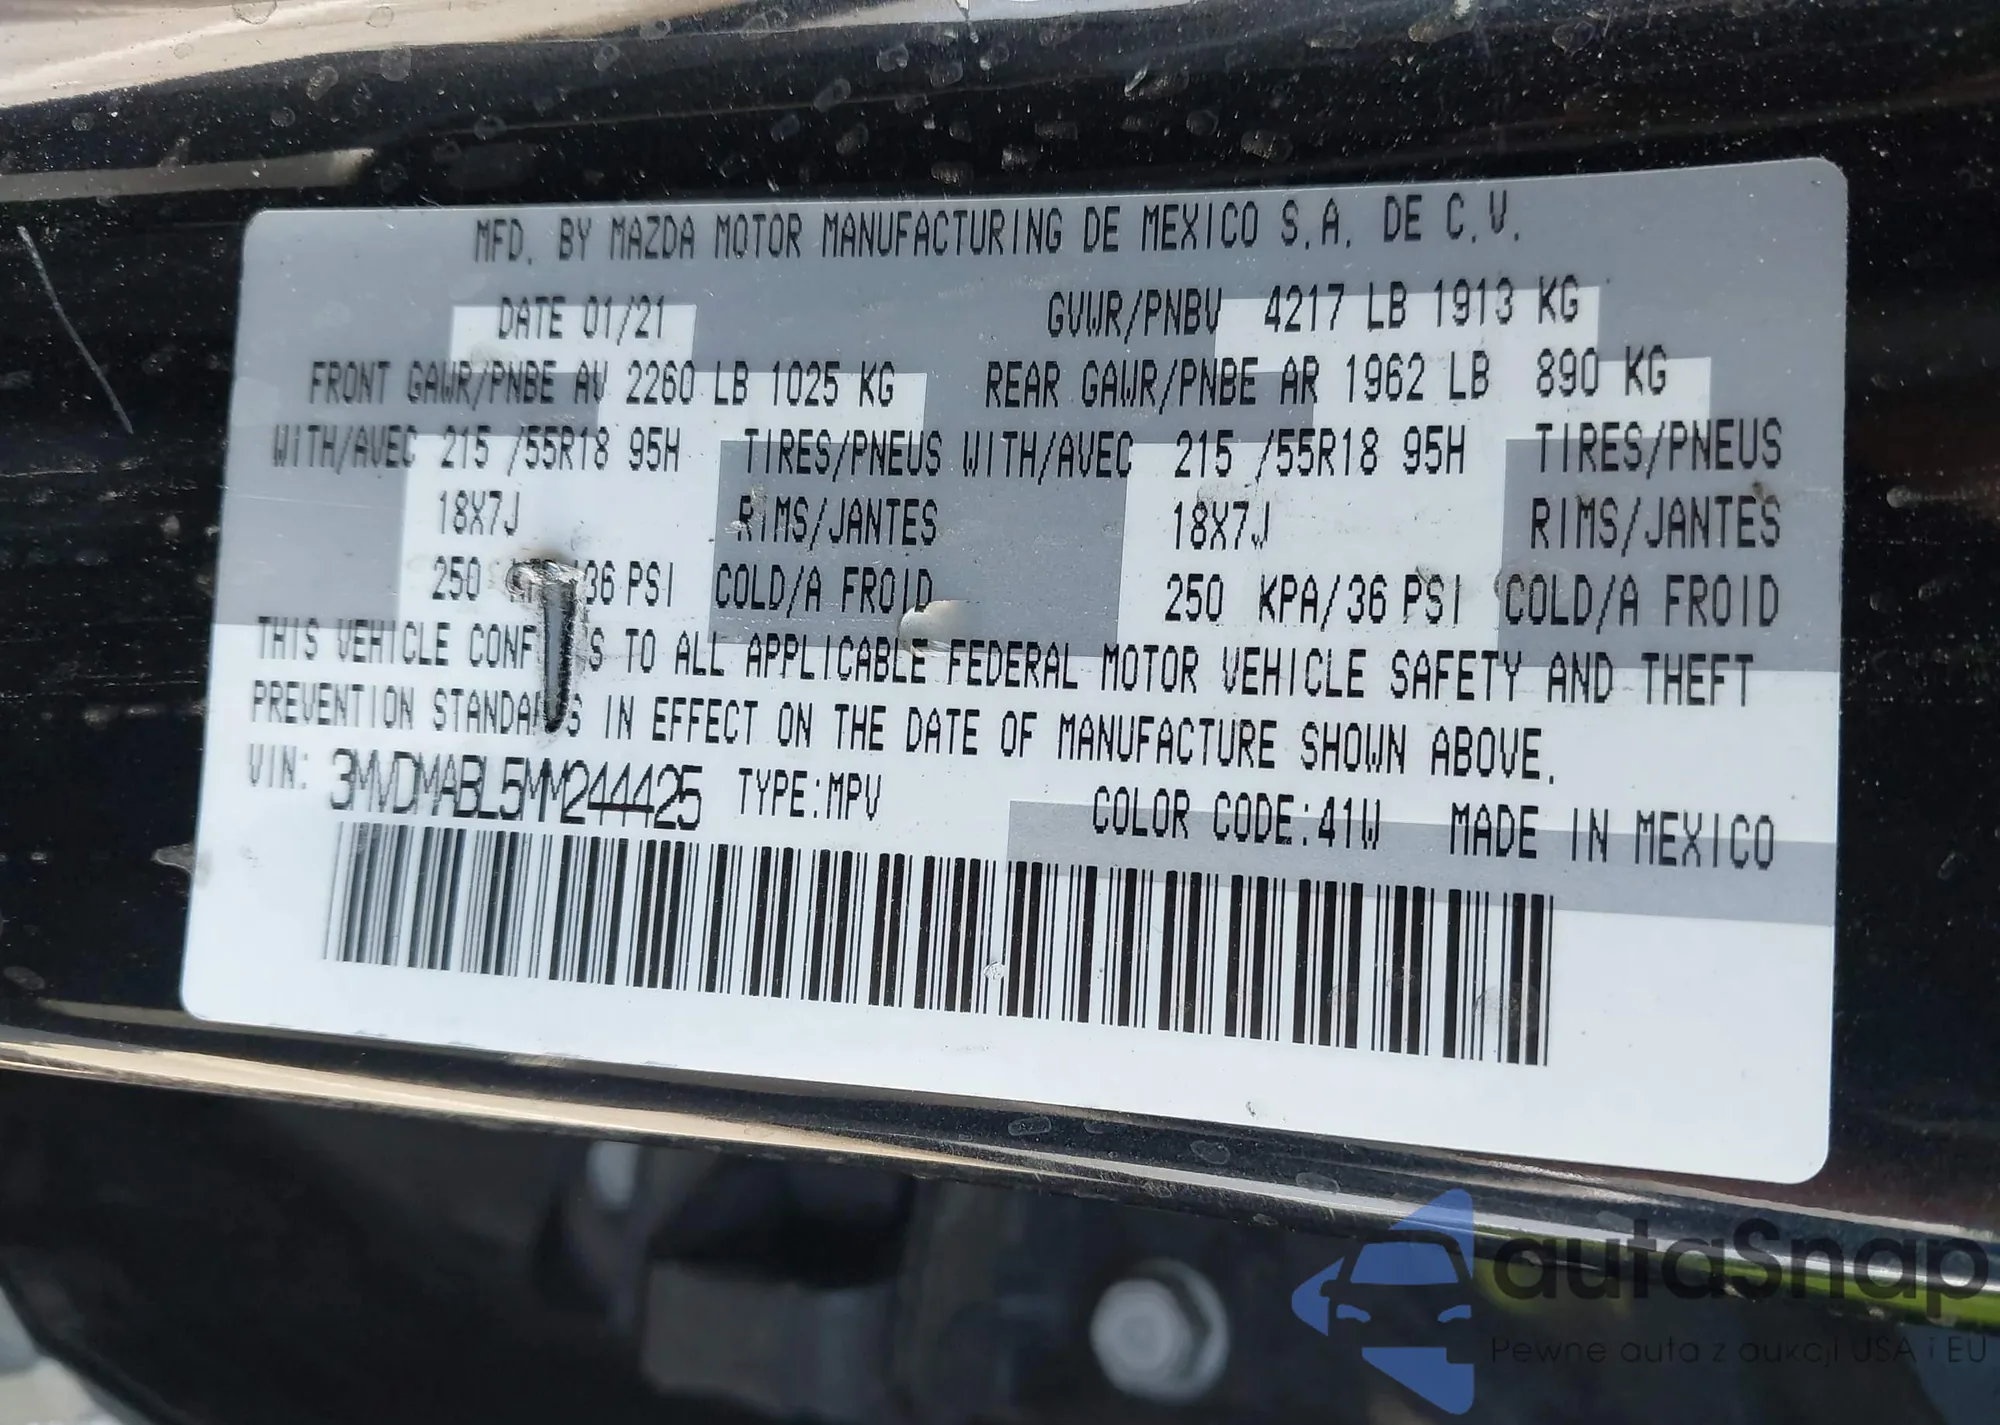 MFD. BY MAZDA MOTOR MANUFACTURING DE MEXICO S.A. DE C.V.
DATE 01/21 GVWR/PNBV 4217 LB 1913 KG
FRONT GAWR/PNBE AV 2260 LB 1025 KG REAR GAWR/PNBE AR 1962 LB 890 KG
WITH/AVEC 215 /55R18 95H TIRES/PNEUS WITH/AVEC 215 /55R18 95H TIRES/PNEUS
18X7J RIMS/JANTES 18X7J RIMS/JANTES
250 /36 PSI COLD/A FROID 250 KPA/36 PSI COLD/A FROID
THIS VEHICLE TO ALL APPLICABLE FEDERAL MOTOR VEHICLE SAFETY AND THEFT
PREVENTION IN EFFECT ON THE DATE OF MANUFACTURE SHOWN ABOVE.
VIN: 3MVDMABL5MM244425 TYPE:MPV COLOR CODE:41W MADE IN MEXICO
autaSnap
Pewne auta z aukcji USA i EU